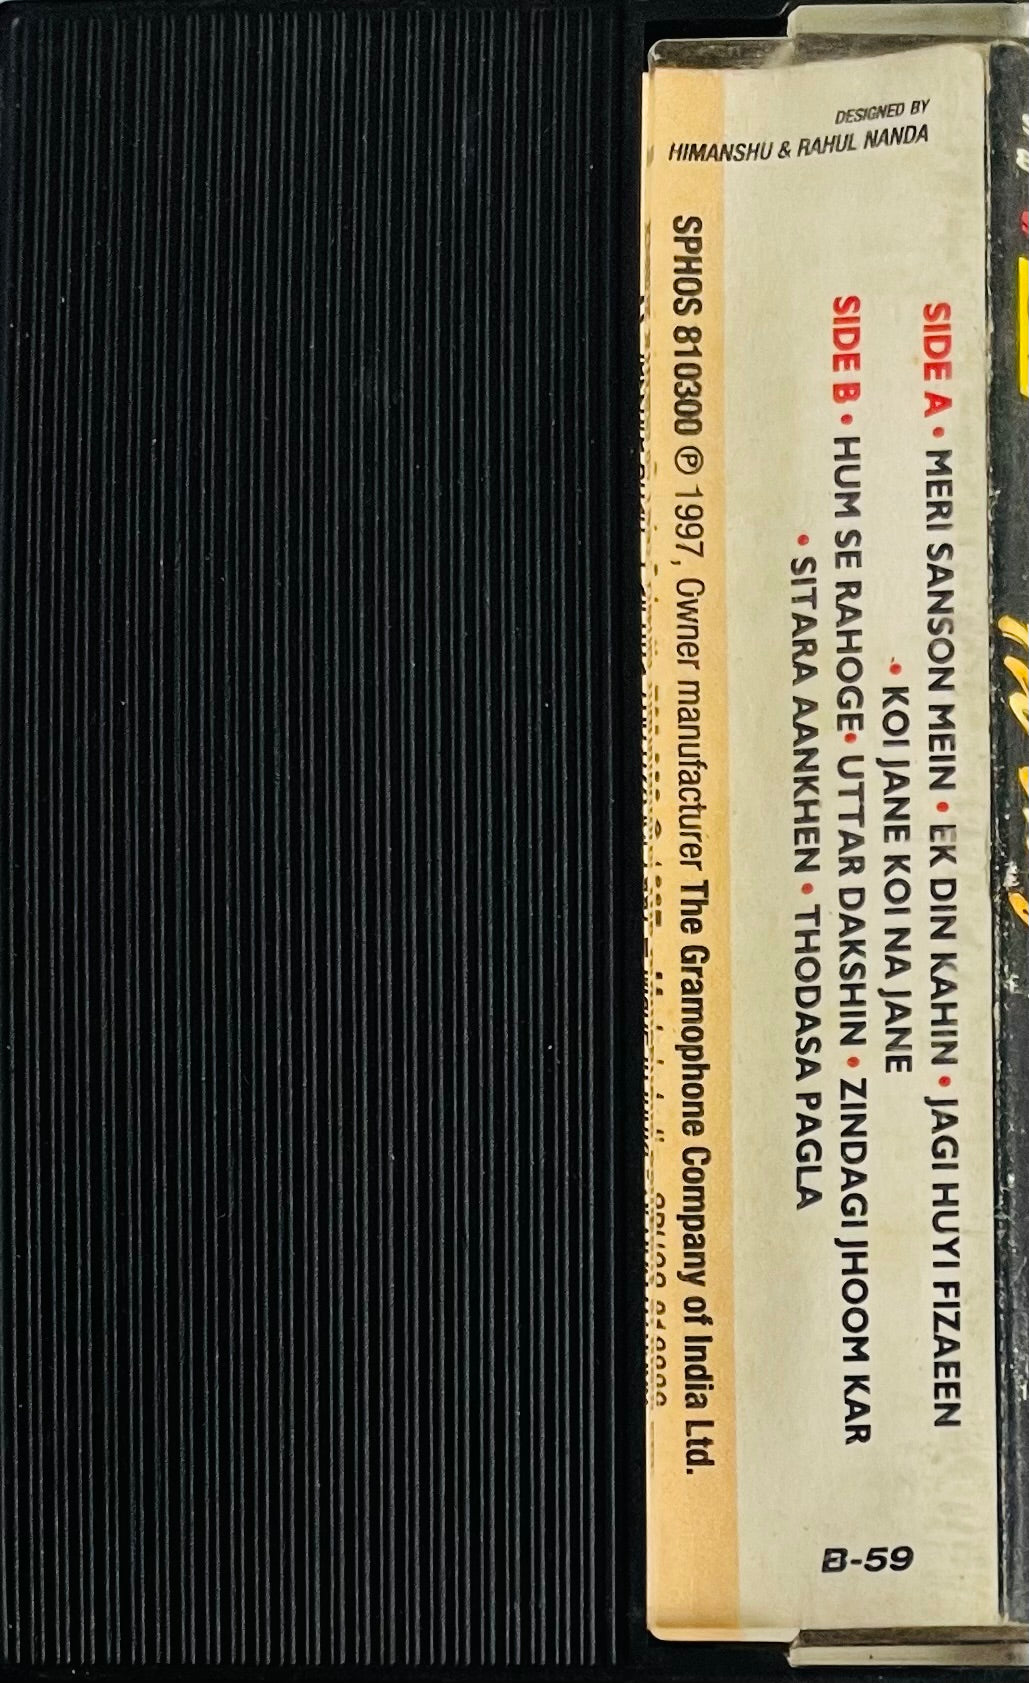 DESIGNED BY
HIMANSHU & RAHUL NANDA
SIDE A • MERI SANSON MEIN • EK DIN KAHIN • JAGI HUYI FIZAEEN
• KOI JANE KOI NA JANE
SIDE B • HUM SE RAHOGE • UTTAR DAKSHIN • ZINDAGI JHOOM KAR
• SITARA AANKHEN • THODASA PAGLA
SPHOS 810300 ℗ 1997, Owner manufacturer The Gramophone Company of India Ltd.
B-59